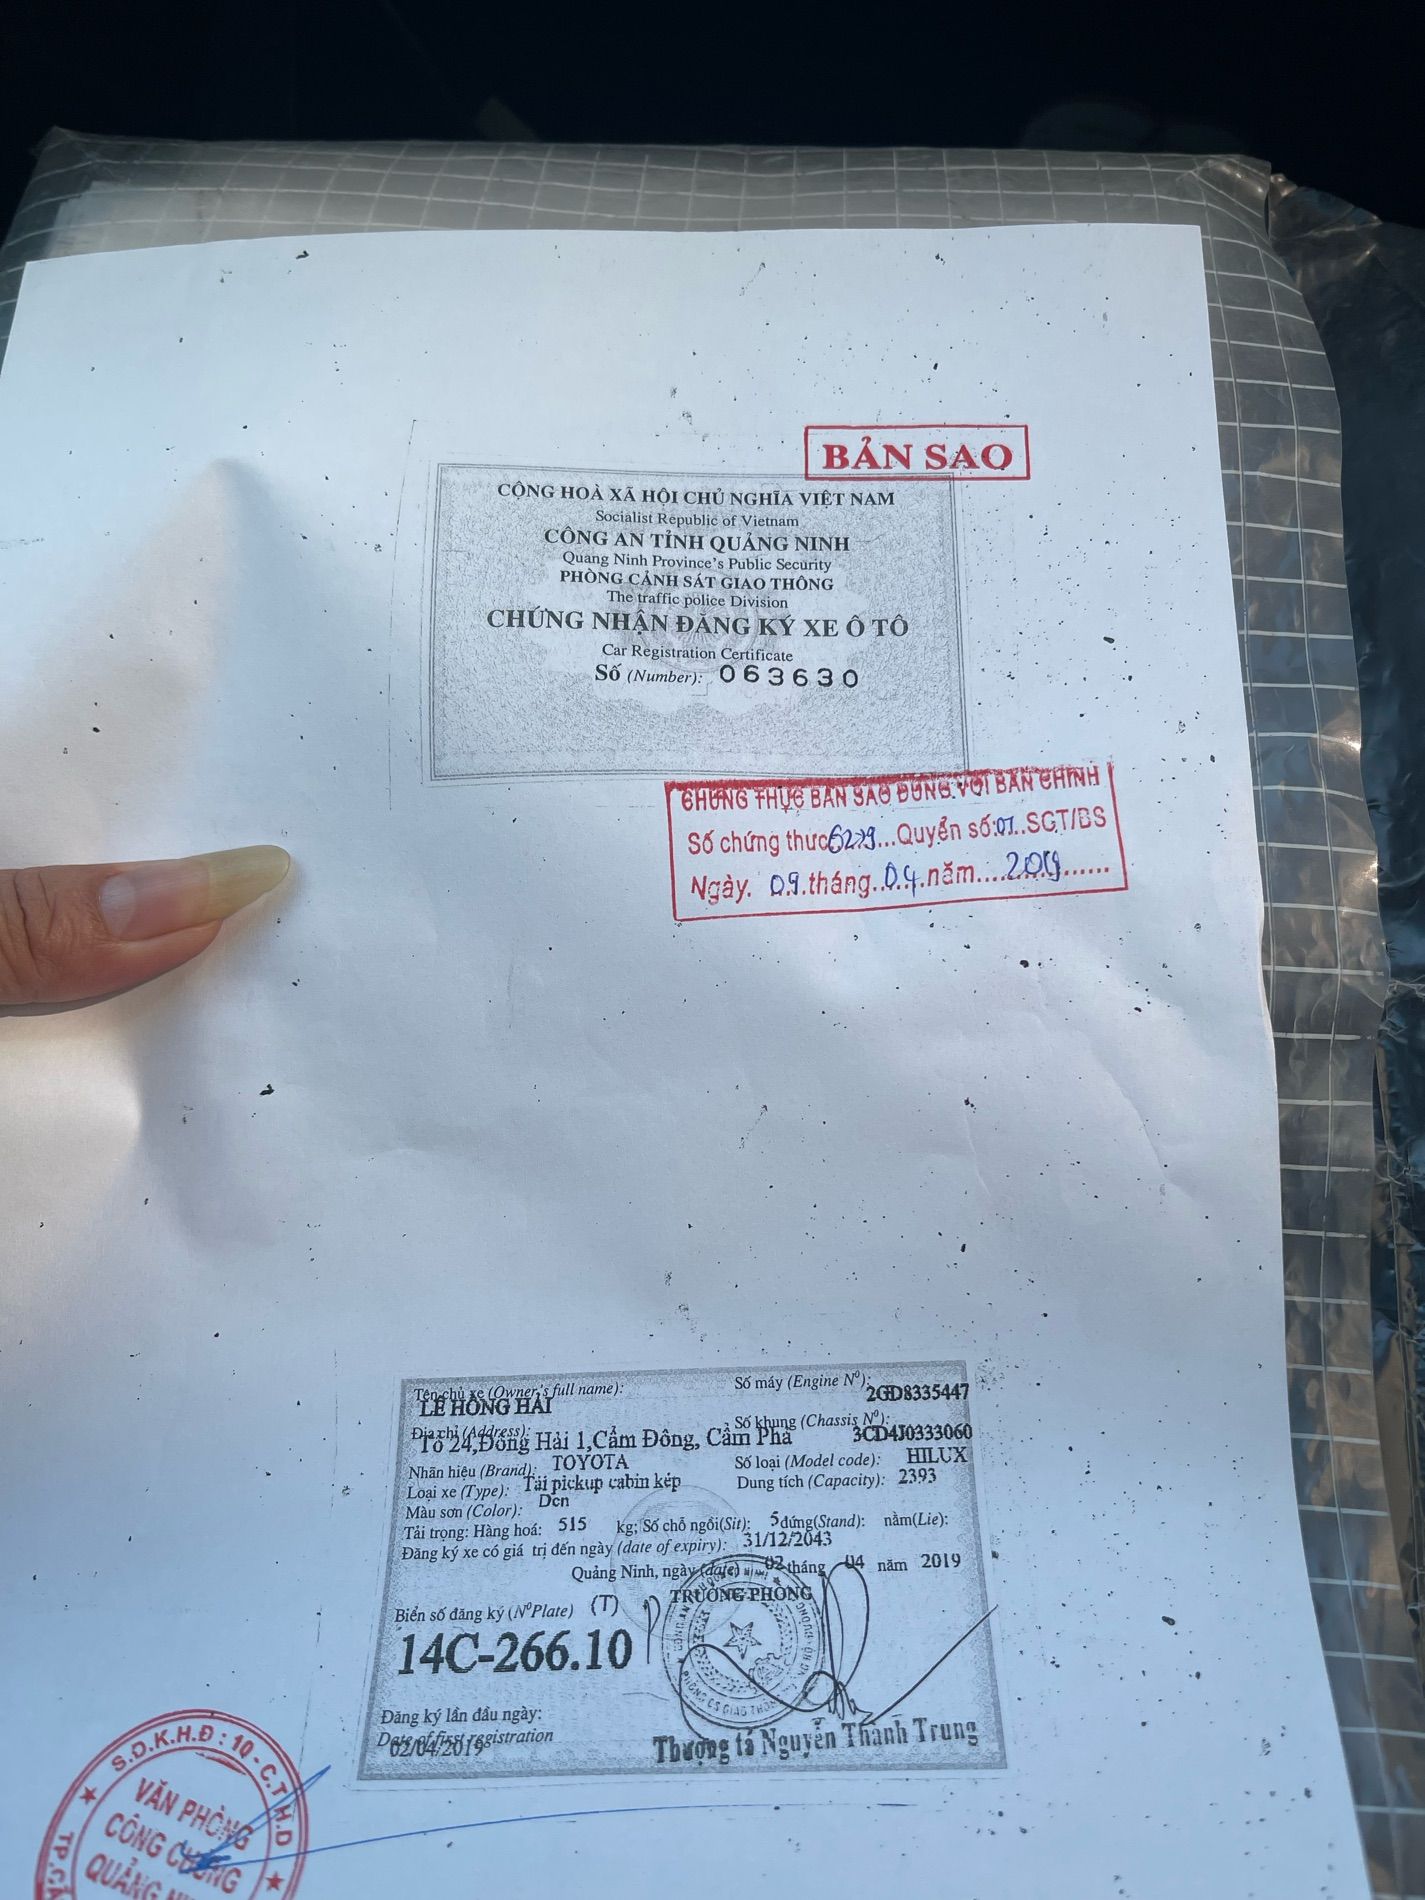 BẢN SAO
CỘNG HOÀ XÃ HỘI CHỦ NGHĨA VIỆT NAM
Socialist Republic of Vietnam
CÔNG AN TỈNH QUẢNG NINH
Quang Ninh Province's Public Security
PHÒNG CẢNH SÁT GIAO THÔNG
The traffic police Division
CHỨNG NHẬN ĐĂNG KÝ XE Ô TÔ
Car Registration Certificate
Số (Number): 063630
CHỨNG THỰC BẢN SAO ĐÚNG VỚI BẢN CHÍNH
Số chứng thực 6279...Quyển số:01..SGT/BS
Ngày. 09.tháng..04.năm....2019......
Tên chủ xe (Owner's full name):
LÊ HỒNG HẢI
Số máy (Engine Nº): 2GD8335447
Địa chỉ (Address):
Tổ 24,Đông Hải 1,Cẩm Đông, Cẩm Phả
Số khung (Chassis Nº): 3CD4J0333060
Nhãn hiệu (Brand): TOYOTA
Số loại (Model code): HILUX
Loại xe (Type): Tải pickup cabin kép
Dung tích (Capacity): 2393
Màu sơn (Color): Đen
Tải trọng: Hàng hoá: 515 kg; Số chỗ ngồi(Sit): 5 đứng(Stand): nằm(Lie):
Đăng ký xe có giá trị đến ngày (date of expiry): 31/12/2043
Quảng Ninh, ngày (date) 02 tháng 04 năm 2019
TRƯỞNG PHÒNG
Biển số đăng ký (NºPlate) (T)
14C-266.10
Đăng ký lần đầu ngày:
Date of first registration
02/04/2019
Thượng tá Nguyễn Thành Trung
S.Đ.K.H.Đ : 10 - C.T.H.D
VĂN PHÒNG
CÔNG CHỨNG
QUẢNG